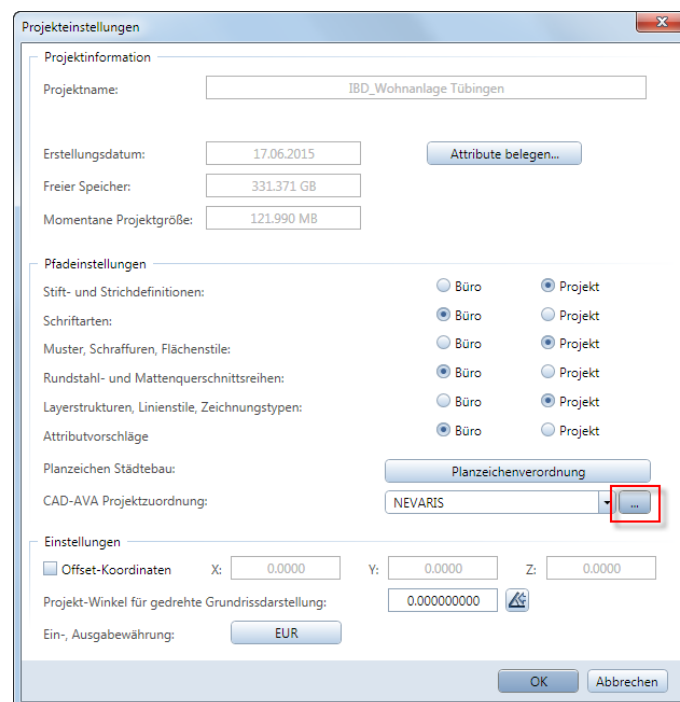 Projekteinstellungen
Projektinformation
Projektname: IBD_Wohnanlage Tübingen
Erstellungsdatum: 17.06.2015 Attribute belegen...
Freier Speicher: 331.371 GB
Momentane Projektgröße: 121.990 MB
Pfadeinstellungen
Stift- und Strichdefinitionen: Büro Projekt
Schriftarten: Büro Projekt
Muster, Schraffuren, Flächenstile: Büro Projekt
Rundstahl- und Mattenquerschnittsreihen: Büro Projekt
Layerstrukturen, Linienstile, Zeichnungstypen: Büro Projekt
Attributvorschläge Büro Projekt
Planzeichen Städtebau: Planzeichenverordnung
CAD-AVA Projektzuordnung: NEVARIS ...
Einstellungen
Offset-Koordinaten X: 0.0000 Y: 0.0000 Z: 0.0000
Projekt-Winkel für gedrehte Grundrissdarstellung: 0.000000000
Ein-, Ausgabewährung: EUR
OK Abbrechen